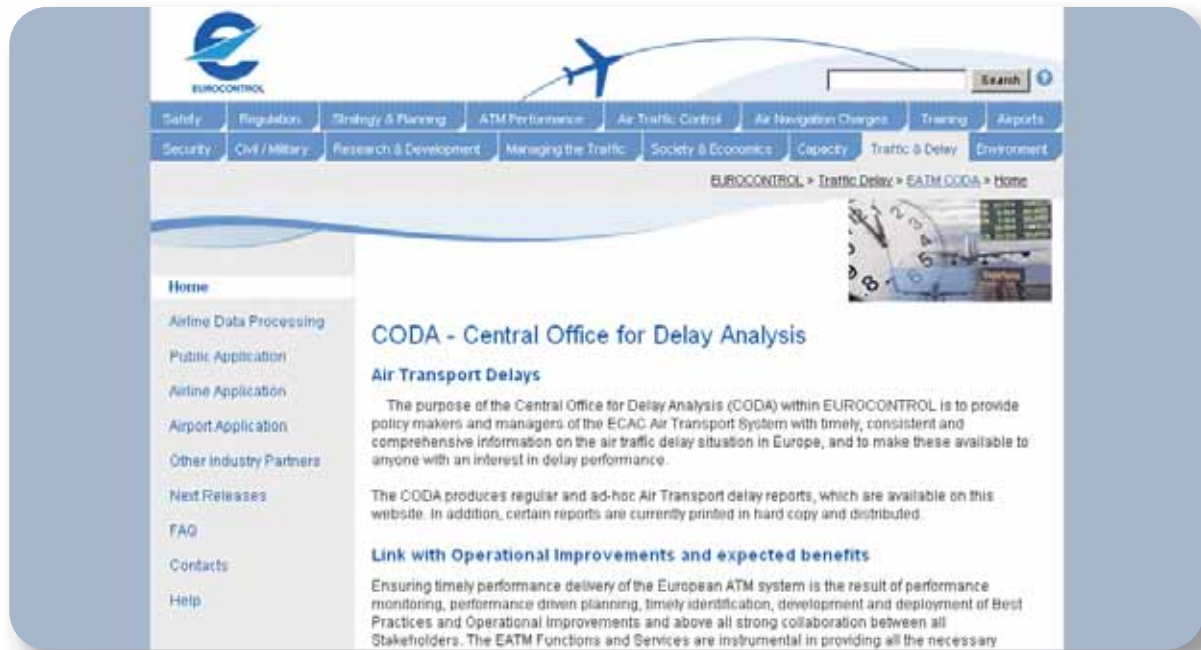 EUROCONTROL
Search
Safety Regulation Strategy & Planning ATM Performance Air Traffic Control Air Navigation Charges Training Airports
Security Civil / Military Research & Development Managing the Traffic Society & Economics Capacity Traffic & Delay Environment
EUROCONTROL » Traffic Delay » EATM CODA » Home
11 1
2
3
4
5
6
7
8
Home
Airline Data Processing
Public Application
Airline Application
Airport Application
Other Industry Partners
Next Releases
FAQ
Contacts
Help
CODA - Central Office for Delay Analysis
Air Transport Delays
The purpose of the Central Office for Delay Analysis (CODA) within EUROCONTROL is to provide
policy makers and managers of the ECAC Air Transport System with timely, consistent and
comprehensive information on the air traffic delay situation in Europe, and to make these available to
anyone with an interest in delay performance.
The CODA produces regular and ad-hoc Air Transport delay reports, which are available on this
website. In addition, certain reports are currently printed in hard copy and distributed.
Link with Operational Improvements and expected benefits
Ensuring timely performance delivery of the European ATM system is the result of performance
monitoring, performance driven planning, timely identification, development and deployment of Best
Practices and Operational Improvements and above all strong collaboration between all
Stakeholders. The EATM Functions and Services are instrumental in providing all the necessary